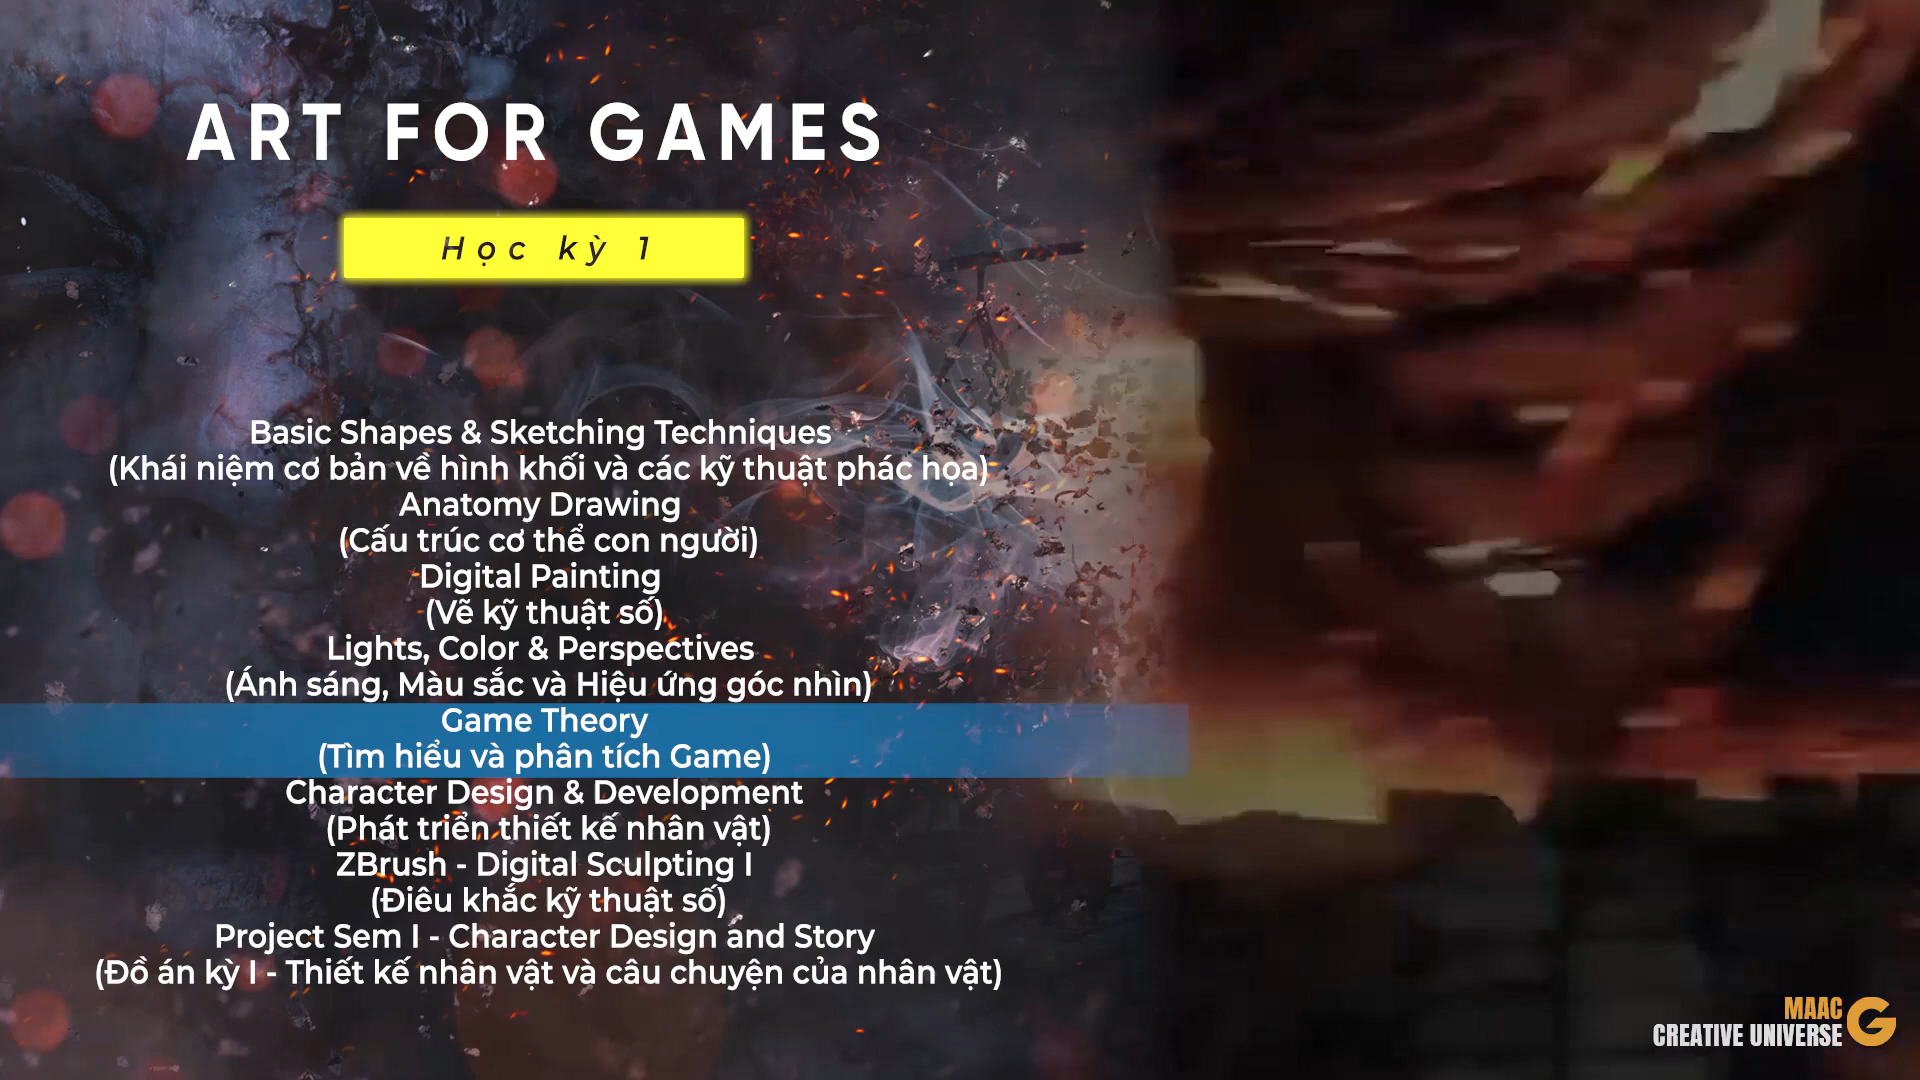 ART FOR GAMES
Học kỳ 1
Basic Shapes & Sketching Techniques
(Khái niệm cơ bản về hình khối và các kỹ thuật phác họa)
Anatomy Drawing
(Cấu trúc cơ thể con người)
Digital Painting
(Vẽ kỹ thuật số)
Lights, Color & Perspectives
(Ánh sáng, Màu sắc và Hiệu ứng góc nhìn)
Game Theory
(Tìm hiểu và phân tích Game)
Character Design & Development
(Phát triển thiết kế nhân vật)
ZBrush - Digital Sculpting I
(Điêu khắc kỹ thuật số)
Project Sem I - Character Design and Story
(Đồ án kỳ I - Thiết kế nhân vật và câu chuyện của nhân vật)
MAAC
CREATIVE UNIVERSE